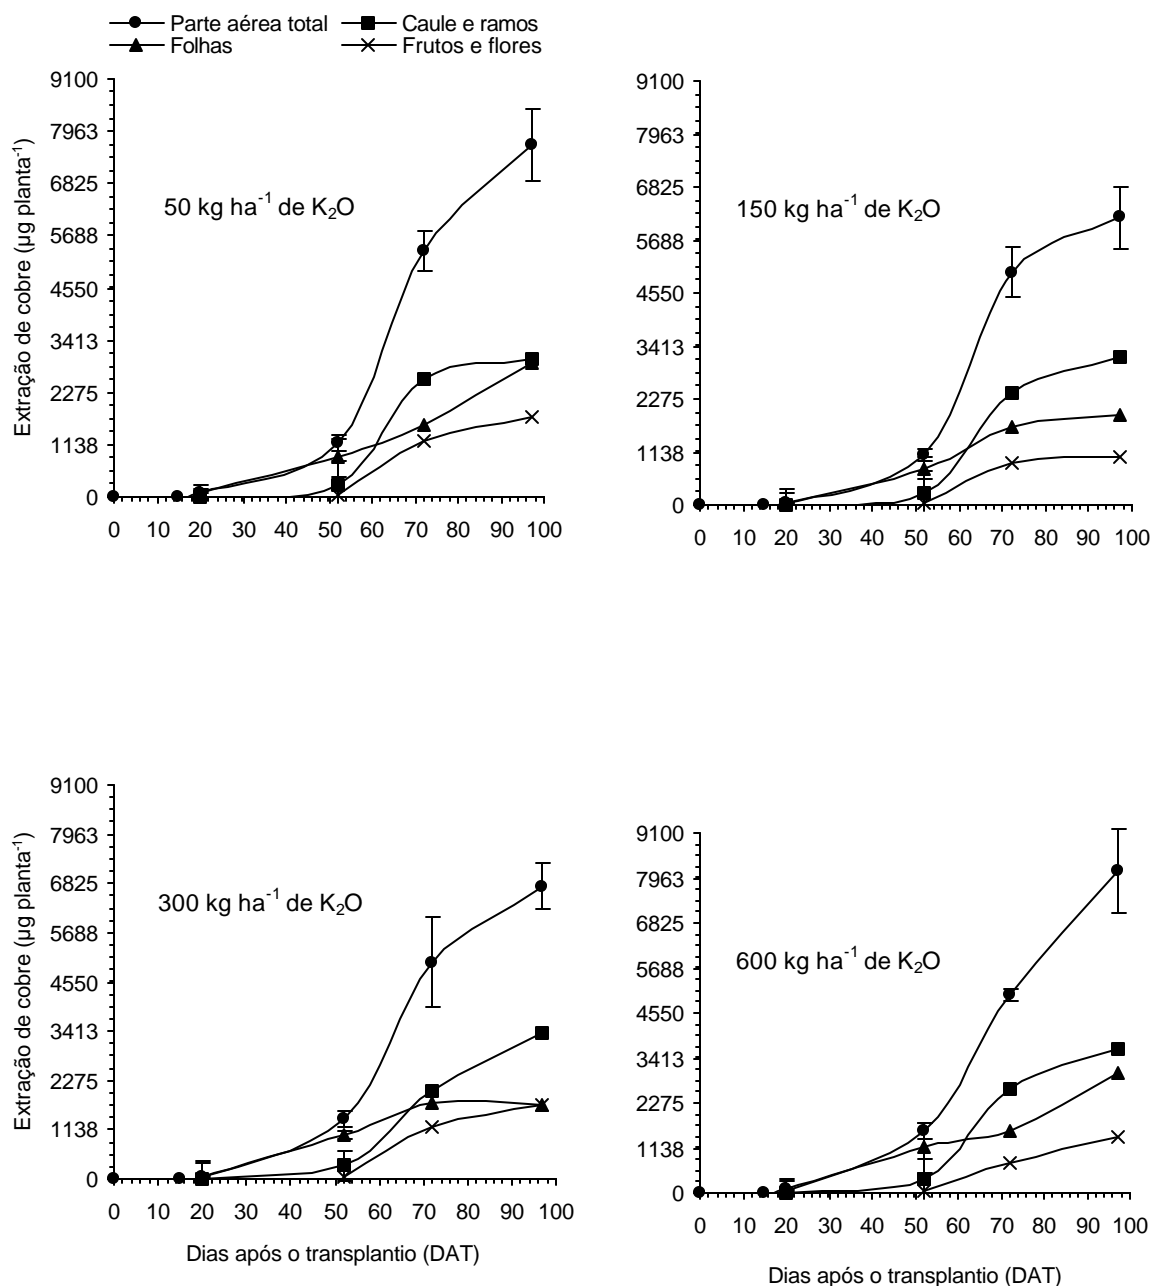 Parte aérea total Caule e ramos
Folhas Frutos e flores
Extração de cobre (µg planta-1)
9100
7963
6825
5688
4550
3413
2275
1138
0
50 kg ha-1 de K2O
0 10 20 30 40 50 60 70 80 90 100
9100
7963
6825
5688
4550
3413
2275
1138
0
150 kg ha-1 de K2O
0 10 20 30 40 50 60 70 80 90 100
Extração de cobre (µg planta-1)
9100
7963
6825
5688
4550
3413
2275
1138
0
300 kg ha-1 de K2O
0 10 20 30 40 50 60 70 80 90 100
Dias após o transplantio (DAT)
9100
7963
6825
5688
4550
3413
2275
1138
0
600 kg ha-1 de K2O
0 10 20 30 40 50 60 70 80 90 100
Dias após o transplantio (DAT)